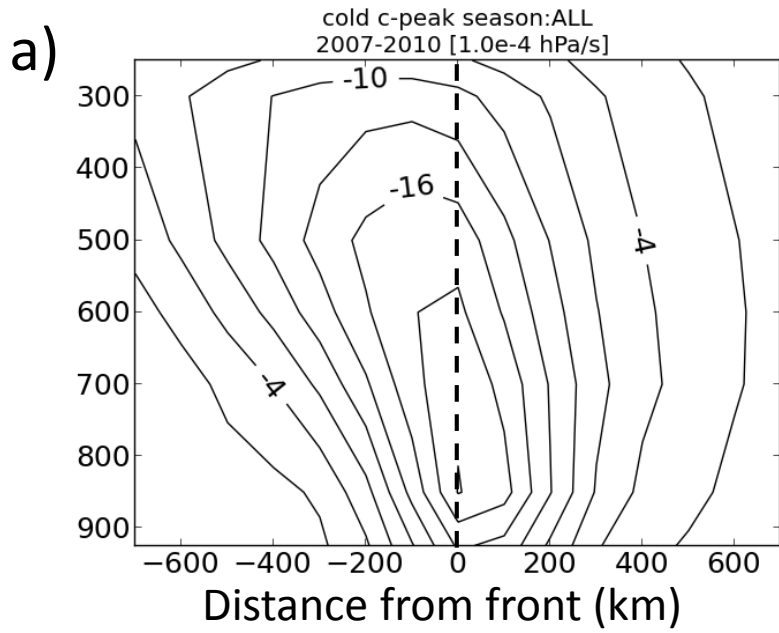 cold c-peak season:ALL
2007-2010 [1.0e-4 hPa/s]
a)
300
400
500
600
700
800
900
-10
-16
-4
-4
−600 −400 −200 0 200 400 600
Distance from front (km)